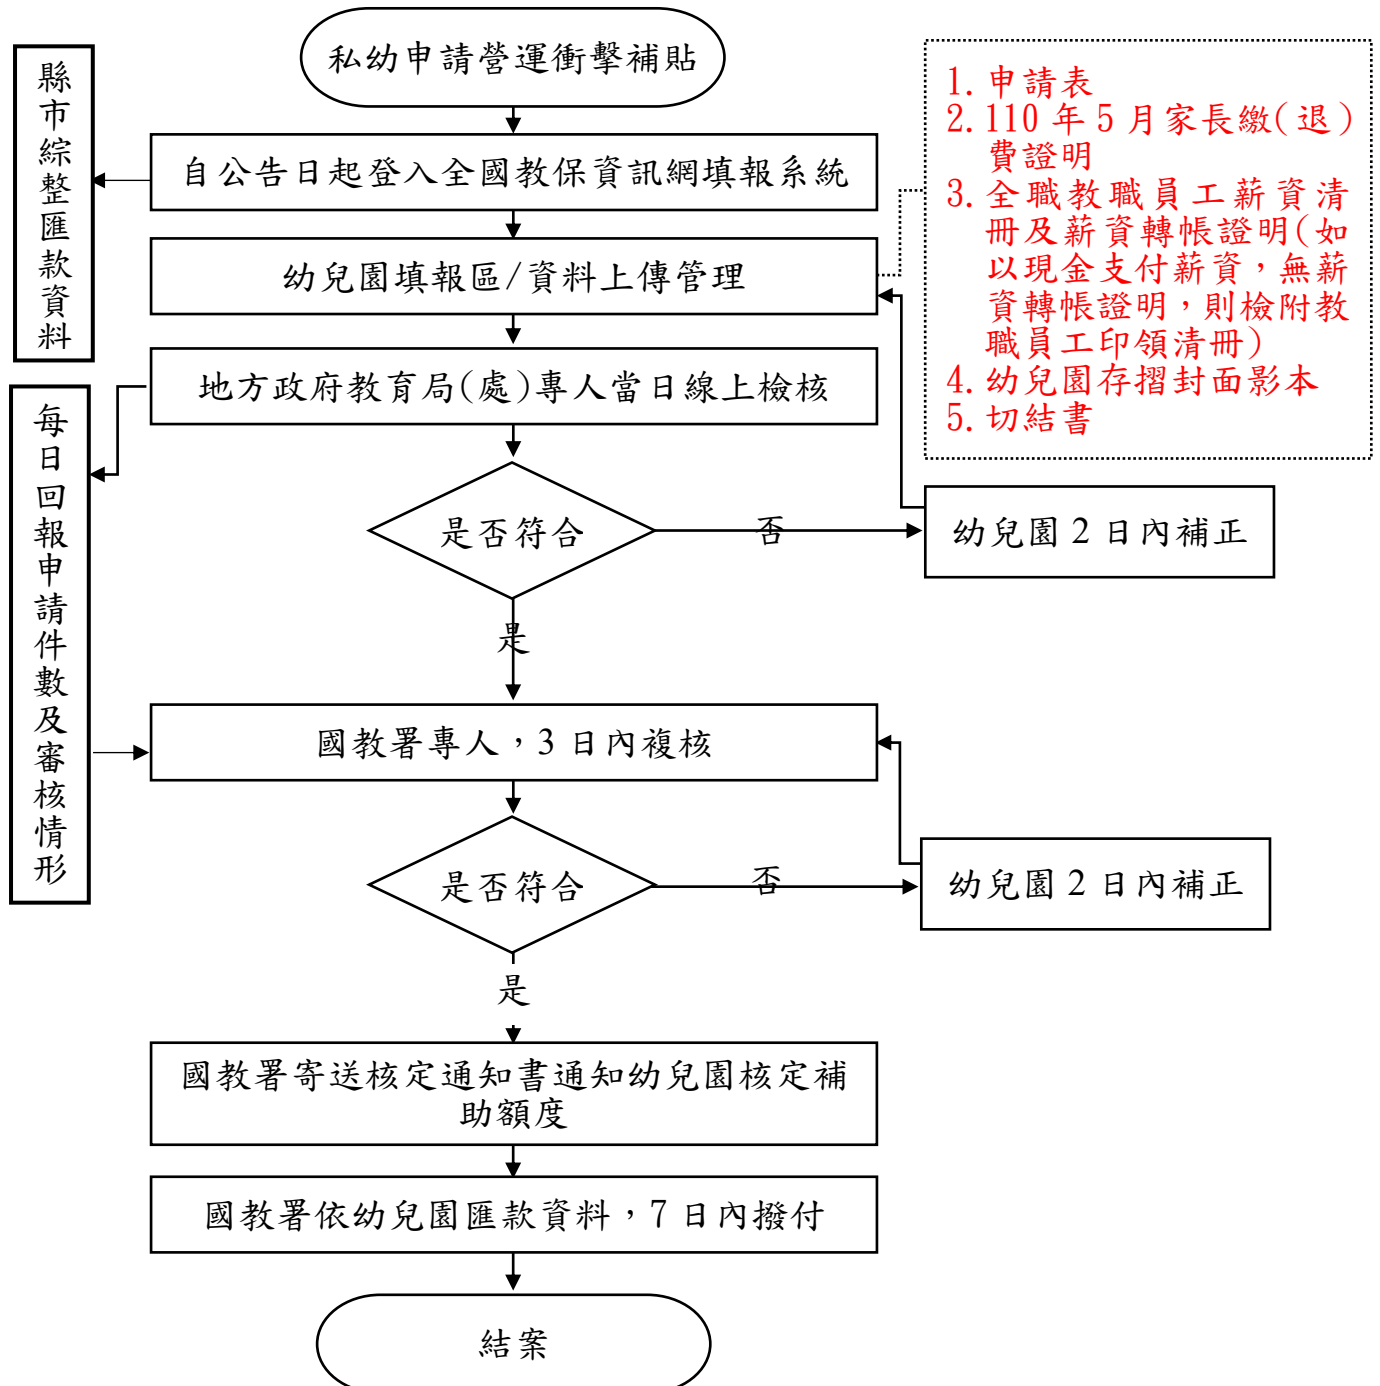 私幼申請營運衝擊補貼
縣市綜整匯款資料
自公告日起登入全國教保資訊網填報系統
幼兒園填報區/資料上傳管理
1. 申請表
2. 110 年 5 月家長繳(退)
費證明
3. 全職教職員工薪資清
冊及薪資轉帳證明(如
以現金支付薪資，無薪
資轉帳證明，則檢附教
職員工印領清冊)
4. 幼兒園存摺封面影本
5. 切結書
地方政府教育局(處)專人當日線上檢核
每日回報申請件數及審核情形
是否符合
否
幼兒園 2 日內補正
是
國教署專人，3 日內複核
是否符合
否
幼兒園 2 日內補正
是
國教署寄送核定通知書通知幼兒園核定補
助額度
國教署依幼兒園匯款資料，7 日內撥付
結案